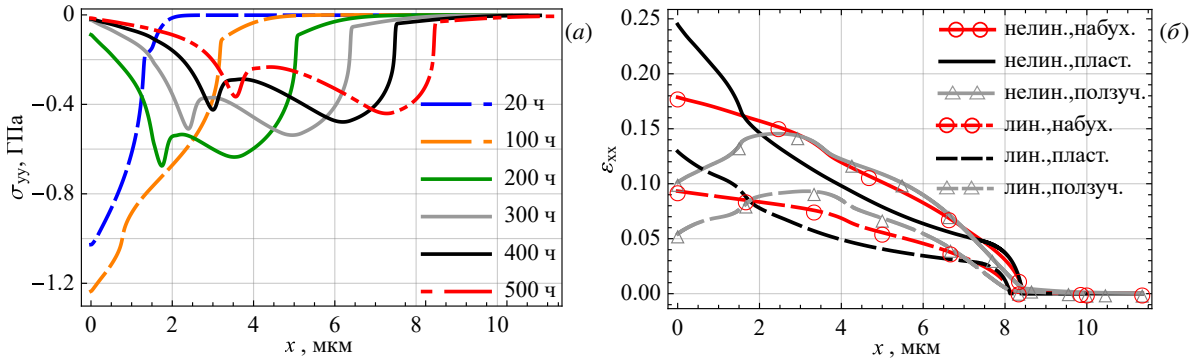 0
−0.4
−0.8
−1.2
σyy, ГПа
0 2 4 6 8 10
x , мкм
(а)
20 ч
100 ч
200 ч
300 ч
400 ч
500 ч
0.25
0.20
0.15
0.10
0.05
0.00
εxx
0 2 4 6 8 10
x , мкм
(б)
нелин.,набух.
нелин.,пласт.
нелин.,ползуч.
лин.,набух.
лин.,пласт.
лин.,ползуч.